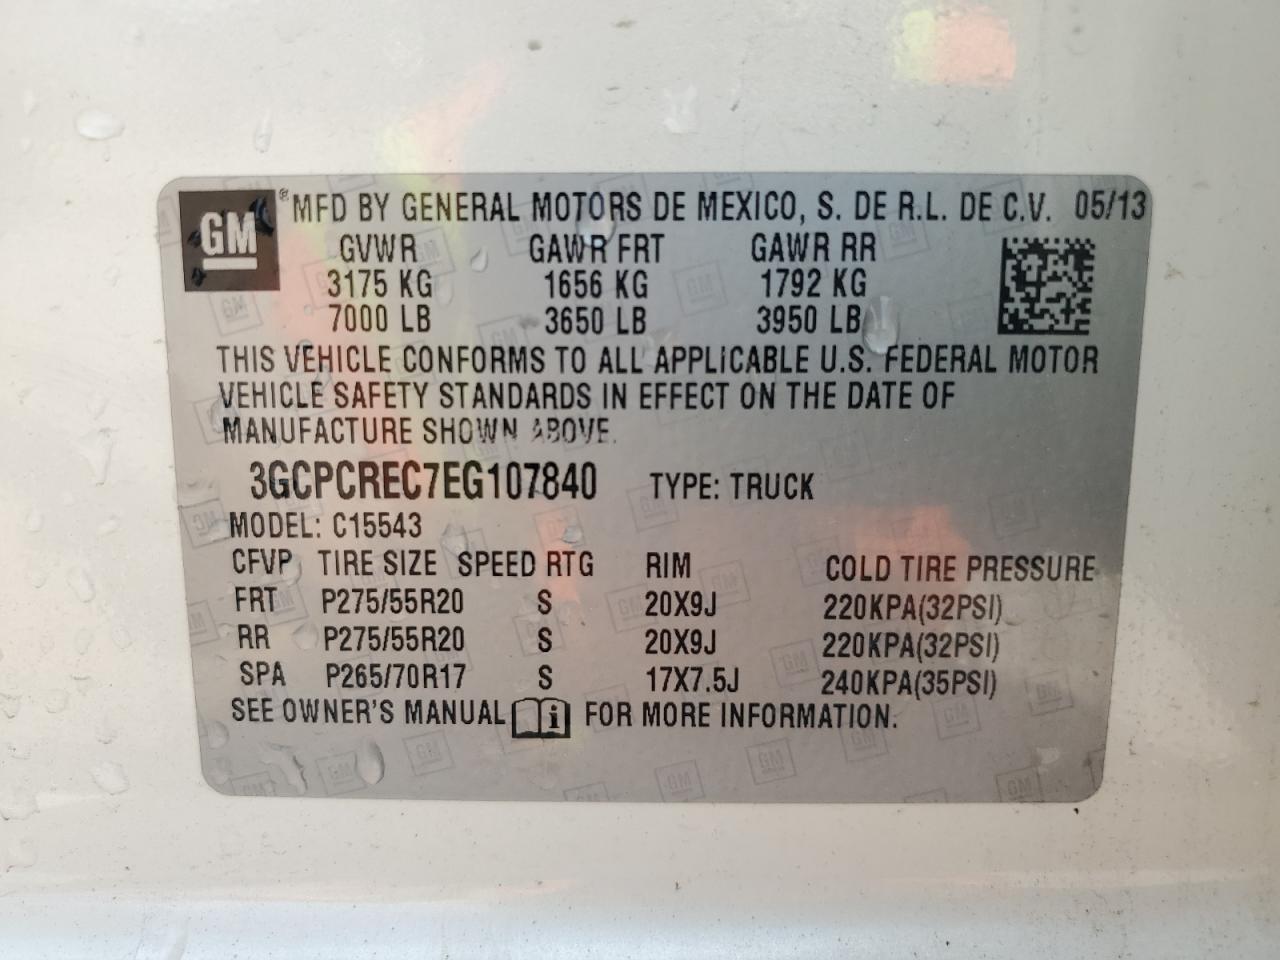 GM ® MFD BY GENERAL MOTORS DE MEXICO, S. DE R.L. DE C.V. 05/13
GVWR GAWR FRT GAWR RR
3175 KG 1656 KG 1792 KG
7000 LB 3650 LB 3950 LB
THIS VEHICLE CONFORMS TO ALL APPLICABLE U.S. FEDERAL MOTOR
VEHICLE SAFETY STANDARDS IN EFFECT ON THE DATE OF
MANUFACTURE SHOWN ABOVE.
3GCPCREC7EG107840 TYPE: TRUCK
MODEL: C15543
CFVP TIRE SIZE SPEED RTG RIM COLD TIRE PRESSURE
FRT P275/55R20 S 20X9J 220KPA(32PSI)
RR P275/55R20 S 20X9J 220KPA(32PSI)
SPA P265/70R17 S 17X7.5J 240KPA(35PSI)
SEE OWNER'S MANUAL i FOR MORE INFORMATION.